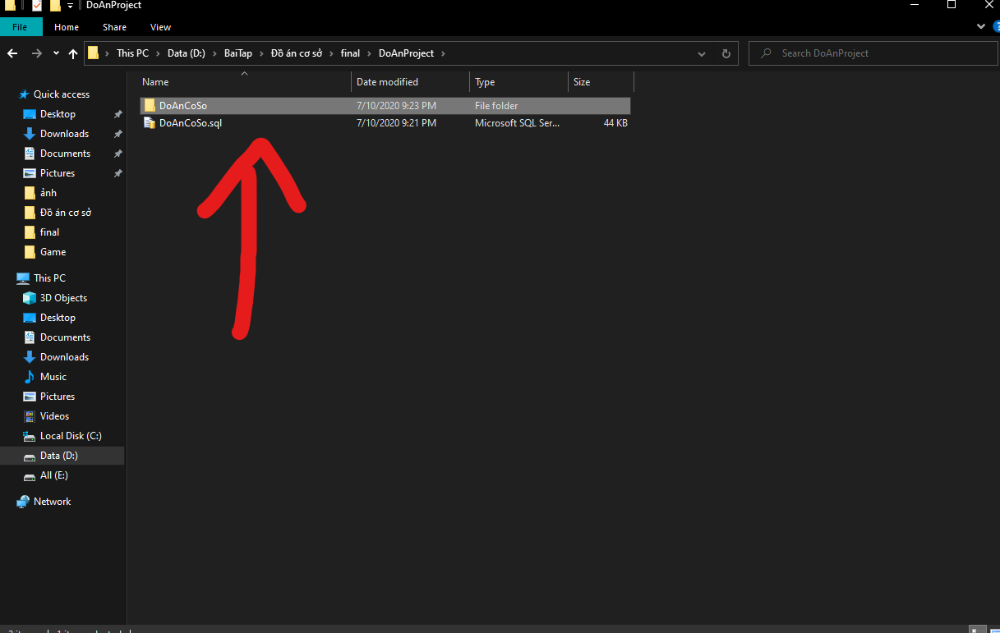 DoAnProject
File Home Share View
This PC Data (D:) BaiTap Đồ án cơ sở final DoAnProject
Search DoAnProject
Name Date modified Type Size
DoAnCoSo 7/10/2020 9:23 PM File folder
DoAnCoSo.sql 7/10/2020 9:21 PM Microsoft SQL Ser... 44 KB
Quick access
Desktop
Downloads
Documents
Pictures
ảnh
Đồ án cơ sở
final
Game
This PC
3D Objects
Desktop
Documents
Downloads
Music
Pictures
Videos
Local Disk (C:)
Data (D:)
All (E:)
Network